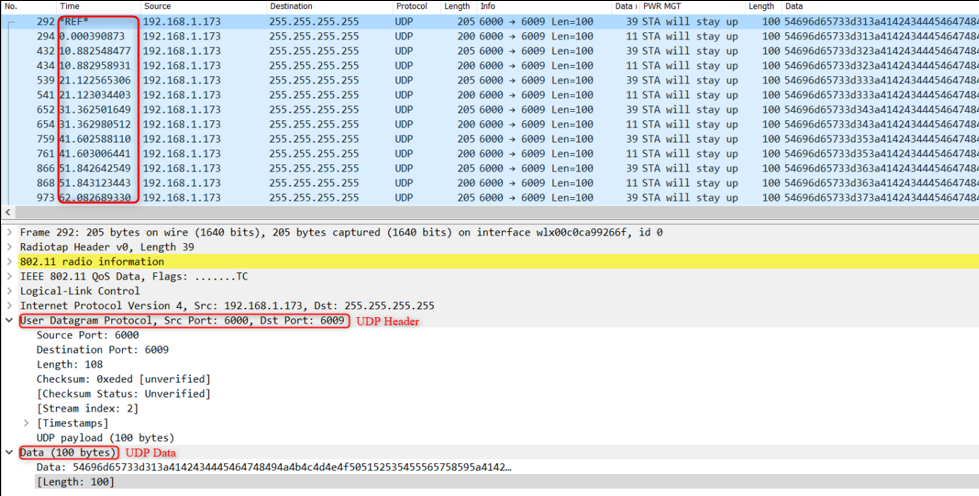 No. Time Source Destination Protocol Length Info Data PWR MGT Length Data
292 *REF* 192.168.1.173 255.255.255.255 UDP 205 6000 → 6009 Len=100 39 STA will stay up 100 54696d65733d313a4142434445464748
294 0.000390873 192.168.1.173 255.255.255.255 UDP 200 6000 → 6009 Len=100 11 STA will stay up 100 54696d65733d313a4142434445464748
432 10.882548477 192.168.1.173 255.255.255.255 UDP 205 6000 → 6009 Len=100 39 STA will stay up 100 54696d65733d323a4142434445464748
434 10.882958931 192.168.1.173 255.255.255.255 UDP 200 6000 → 6009 Len=100 11 STA will stay up 100 54696d65733d323a4142434445464748
539 21.122565306 192.168.1.173 255.255.255.255 UDP 205 6000 → 6009 Len=100 39 STA will stay up 100 54696d65733d333a4142434445464748
541 21.123034403 192.168.1.173 255.255.255.255 UDP 200 6000 → 6009 Len=100 11 STA will stay up 100 54696d65733d333a4142434445464748
652 31.362501649 192.168.1.173 255.255.255.255 UDP 205 6000 → 6009 Len=100 39 STA will stay up 100 54696d65733d343a4142434445464748
654 31.362980512 192.168.1.173 255.255.255.255 UDP 200 6000 → 6009 Len=100 11 STA will stay up 100 54696d65733d343a4142434445464748
759 41.602588110 192.168.1.173 255.255.255.255 UDP 205 6000 → 6009 Len=100 39 STA will stay up 100 54696d65733d353a4142434445464748
761 41.603006441 192.168.1.173 255.255.255.255 UDP 200 6000 → 6009 Len=100 11 STA will stay up 100 54696d65733d353a4142434445464748
866 51.842642549 192.168.1.173 255.255.255.255 UDP 205 6000 → 6009 Len=100 39 STA will stay up 100 54696d65733d363a4142434445464748
868 51.843123443 192.168.1.173 255.255.255.255 UDP 200 6000 → 6009 Len=100 11 STA will stay up 100 54696d65733d363a4142434445464748
973 62.082689330 192.168.1.173 255.255.255.255 UDP 205 6000 → 6009 Len=100 39 STA will stay up 100 54696d65733d373a4142434445464748
Frame 292: 205 bytes on wire (1640 bits), 205 bytes captured (1640 bits) on interface wlx00c0ca99266f, id 0
Radiotap Header v0, Length 39
802.11 radio information
IEEE 802.11 QoS Data, Flags: .......TC
Logical-Link Control
Internet Protocol Version 4, Src: 192.168.1.173, Dst: 255.255.255.255
User Datagram Protocol, Src Port: 6000, Dst Port: 6009 UDP Header
Source Port: 6000
Destination Port: 6009
Length: 108
Checksum: 0xeded [unverified]
[Checksum Status: Unverified]
[Stream index: 2]
[Timestamps]
UDP payload (100 bytes)
Data (100 bytes) UDP Data
Data: 54696d65733d313a4142434445464748494a4b4c4d4e4f505152535455565758595a4142…
[Length: 100]